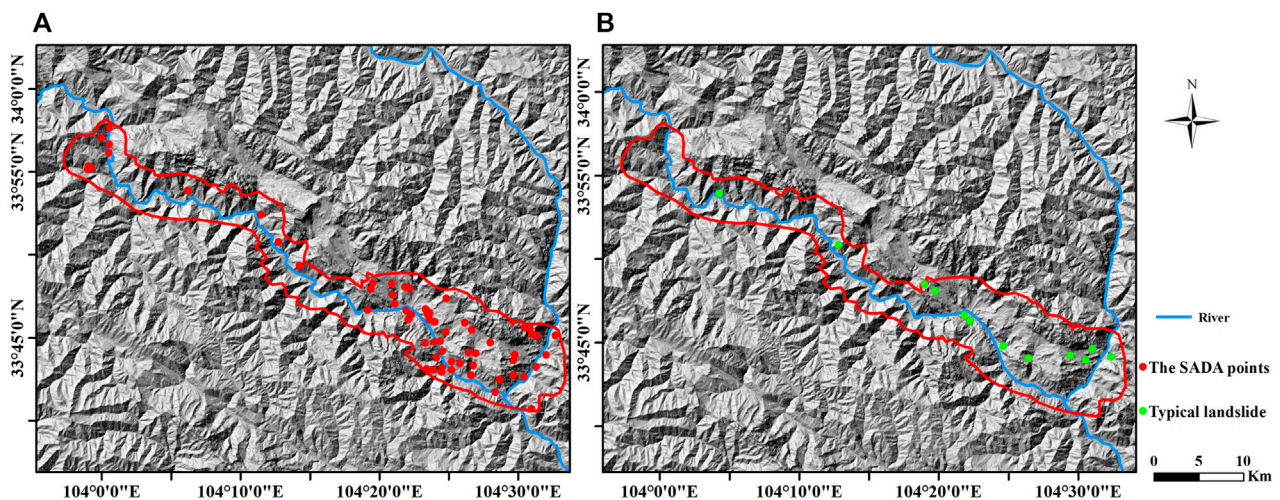 A
B
34°0'0"N
33°55'0"N
33°45'0"N
104°0'0"E
104°10'0"E
104°20'0"E
104°30'0"E
34°0'0"N
33°55'0"N
33°45'0"N
104°0'0"E
104°10'0"E
104°20'0"E
104°30'0"E
N
River
The SADA points
Typical landslide
0 5 10
Km